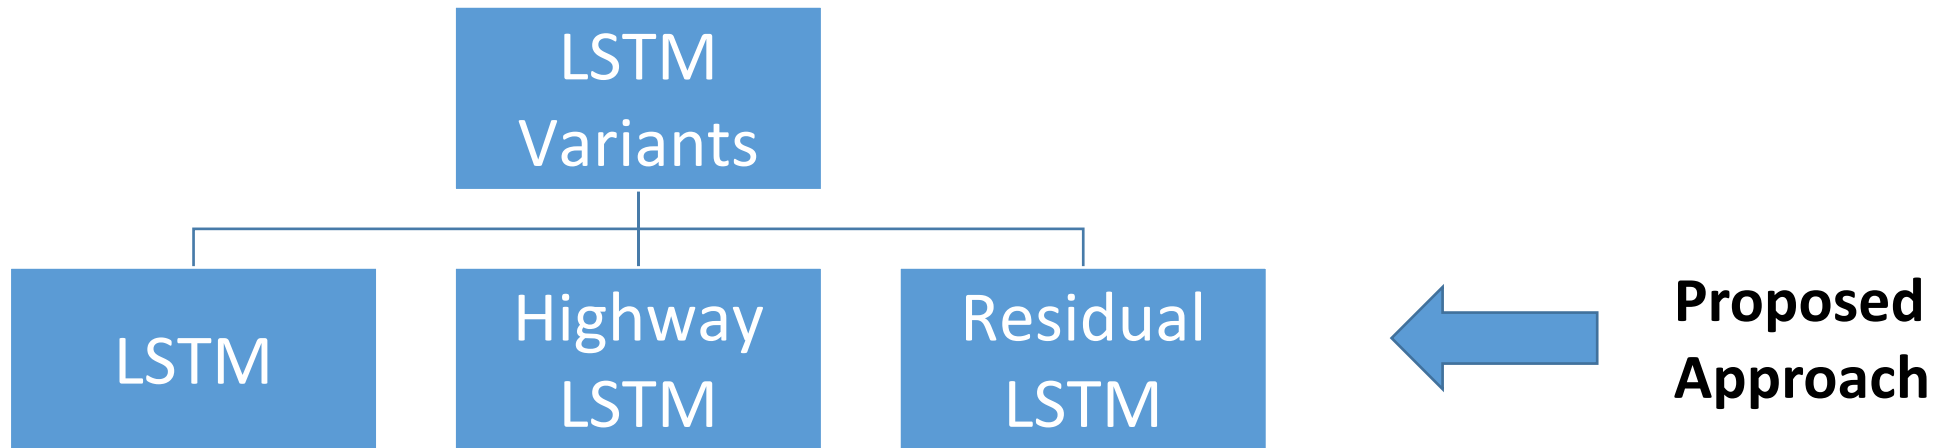 LSTM
Variants
LSTM
Highway
LSTM
Residual
LSTM
Proposed
Approach